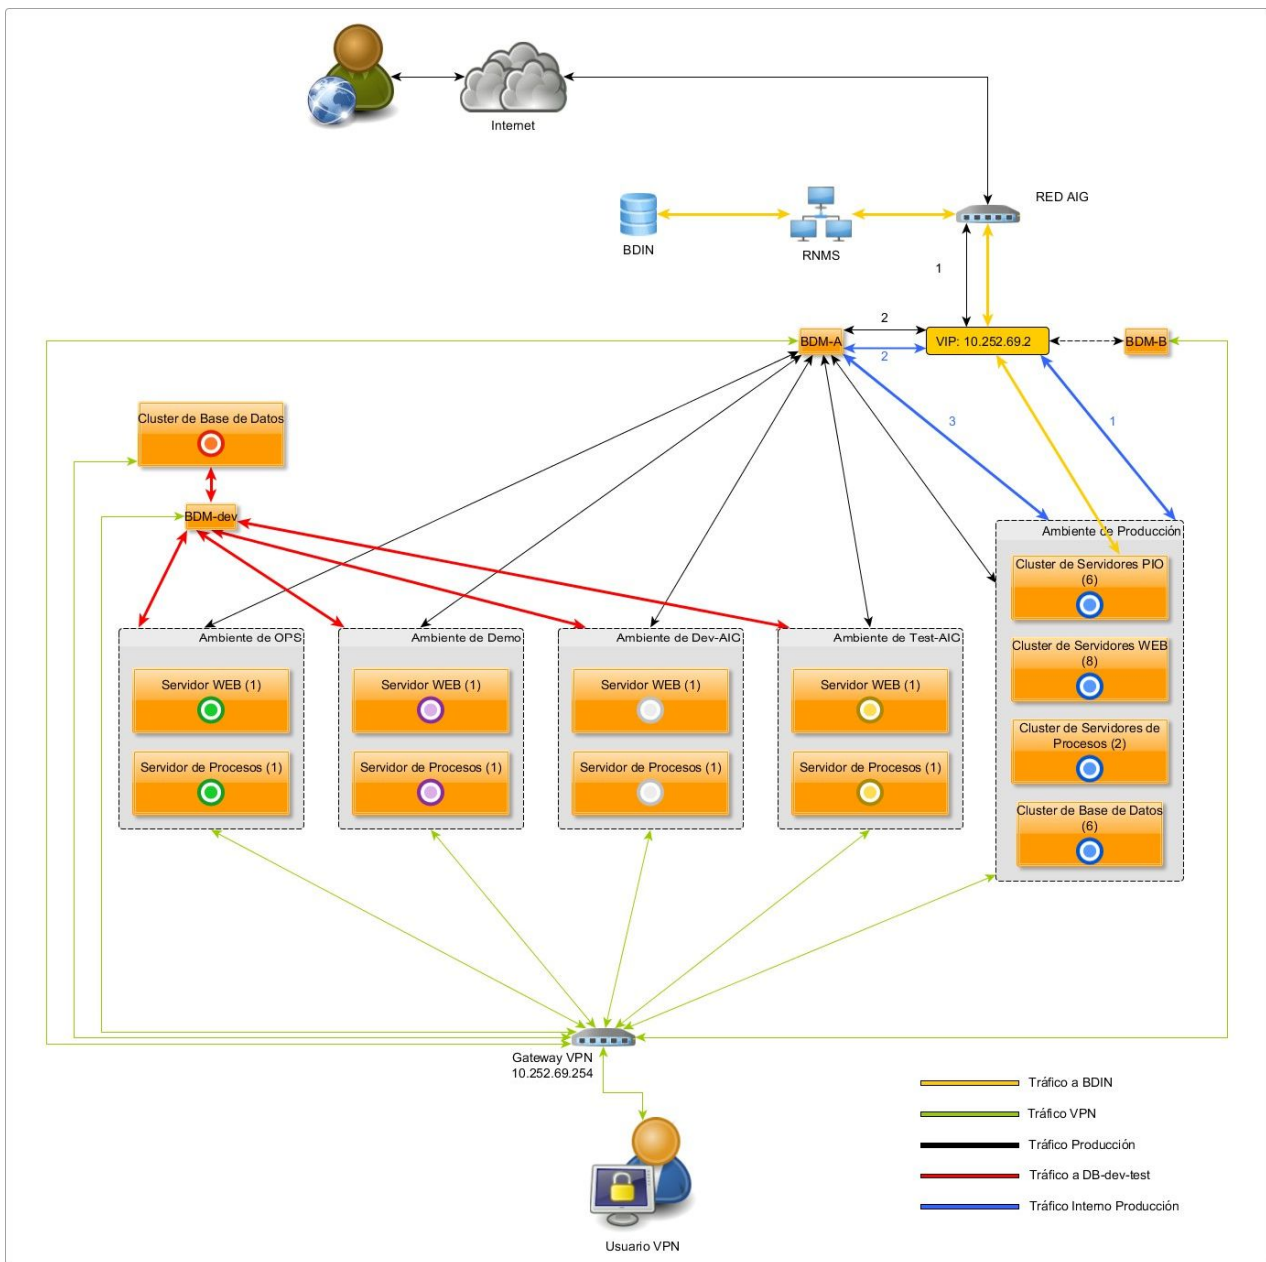 Internet
RED AIG
BDIN
RNMS
1
2
BDM-A
VIP: 10.252.69.2
BDM-B
2
3
1
Cluster de Base de Datos
BDM-dev
Ambiente de Producción
Cluster de Servidores PIO
(6)
Cluster de Servidores WEB
(8)
Cluster de Servidores de
Procesos (2)
Cluster de Base de Datos
(6)
Ambiente de OPS
Servidor WEB (1)
Servidor de Procesos (1)
Ambiente de Demo
Servidor WEB (1)
Servidor de Procesos (1)
Ambiente de Dev-AIC
Servidor WEB (1)
Servidor de Procesos (1)
Ambiente de Test-AIC
Servidor WEB (1)
Servidor de Procesos (1)
Gateway VPN
10.252.69.254
Usuario VPN
Tráfico a BDIN
Tráfico VPN
Tráfico Producción
Tráfico a DB-dev-test
Tráfico Interno Producción